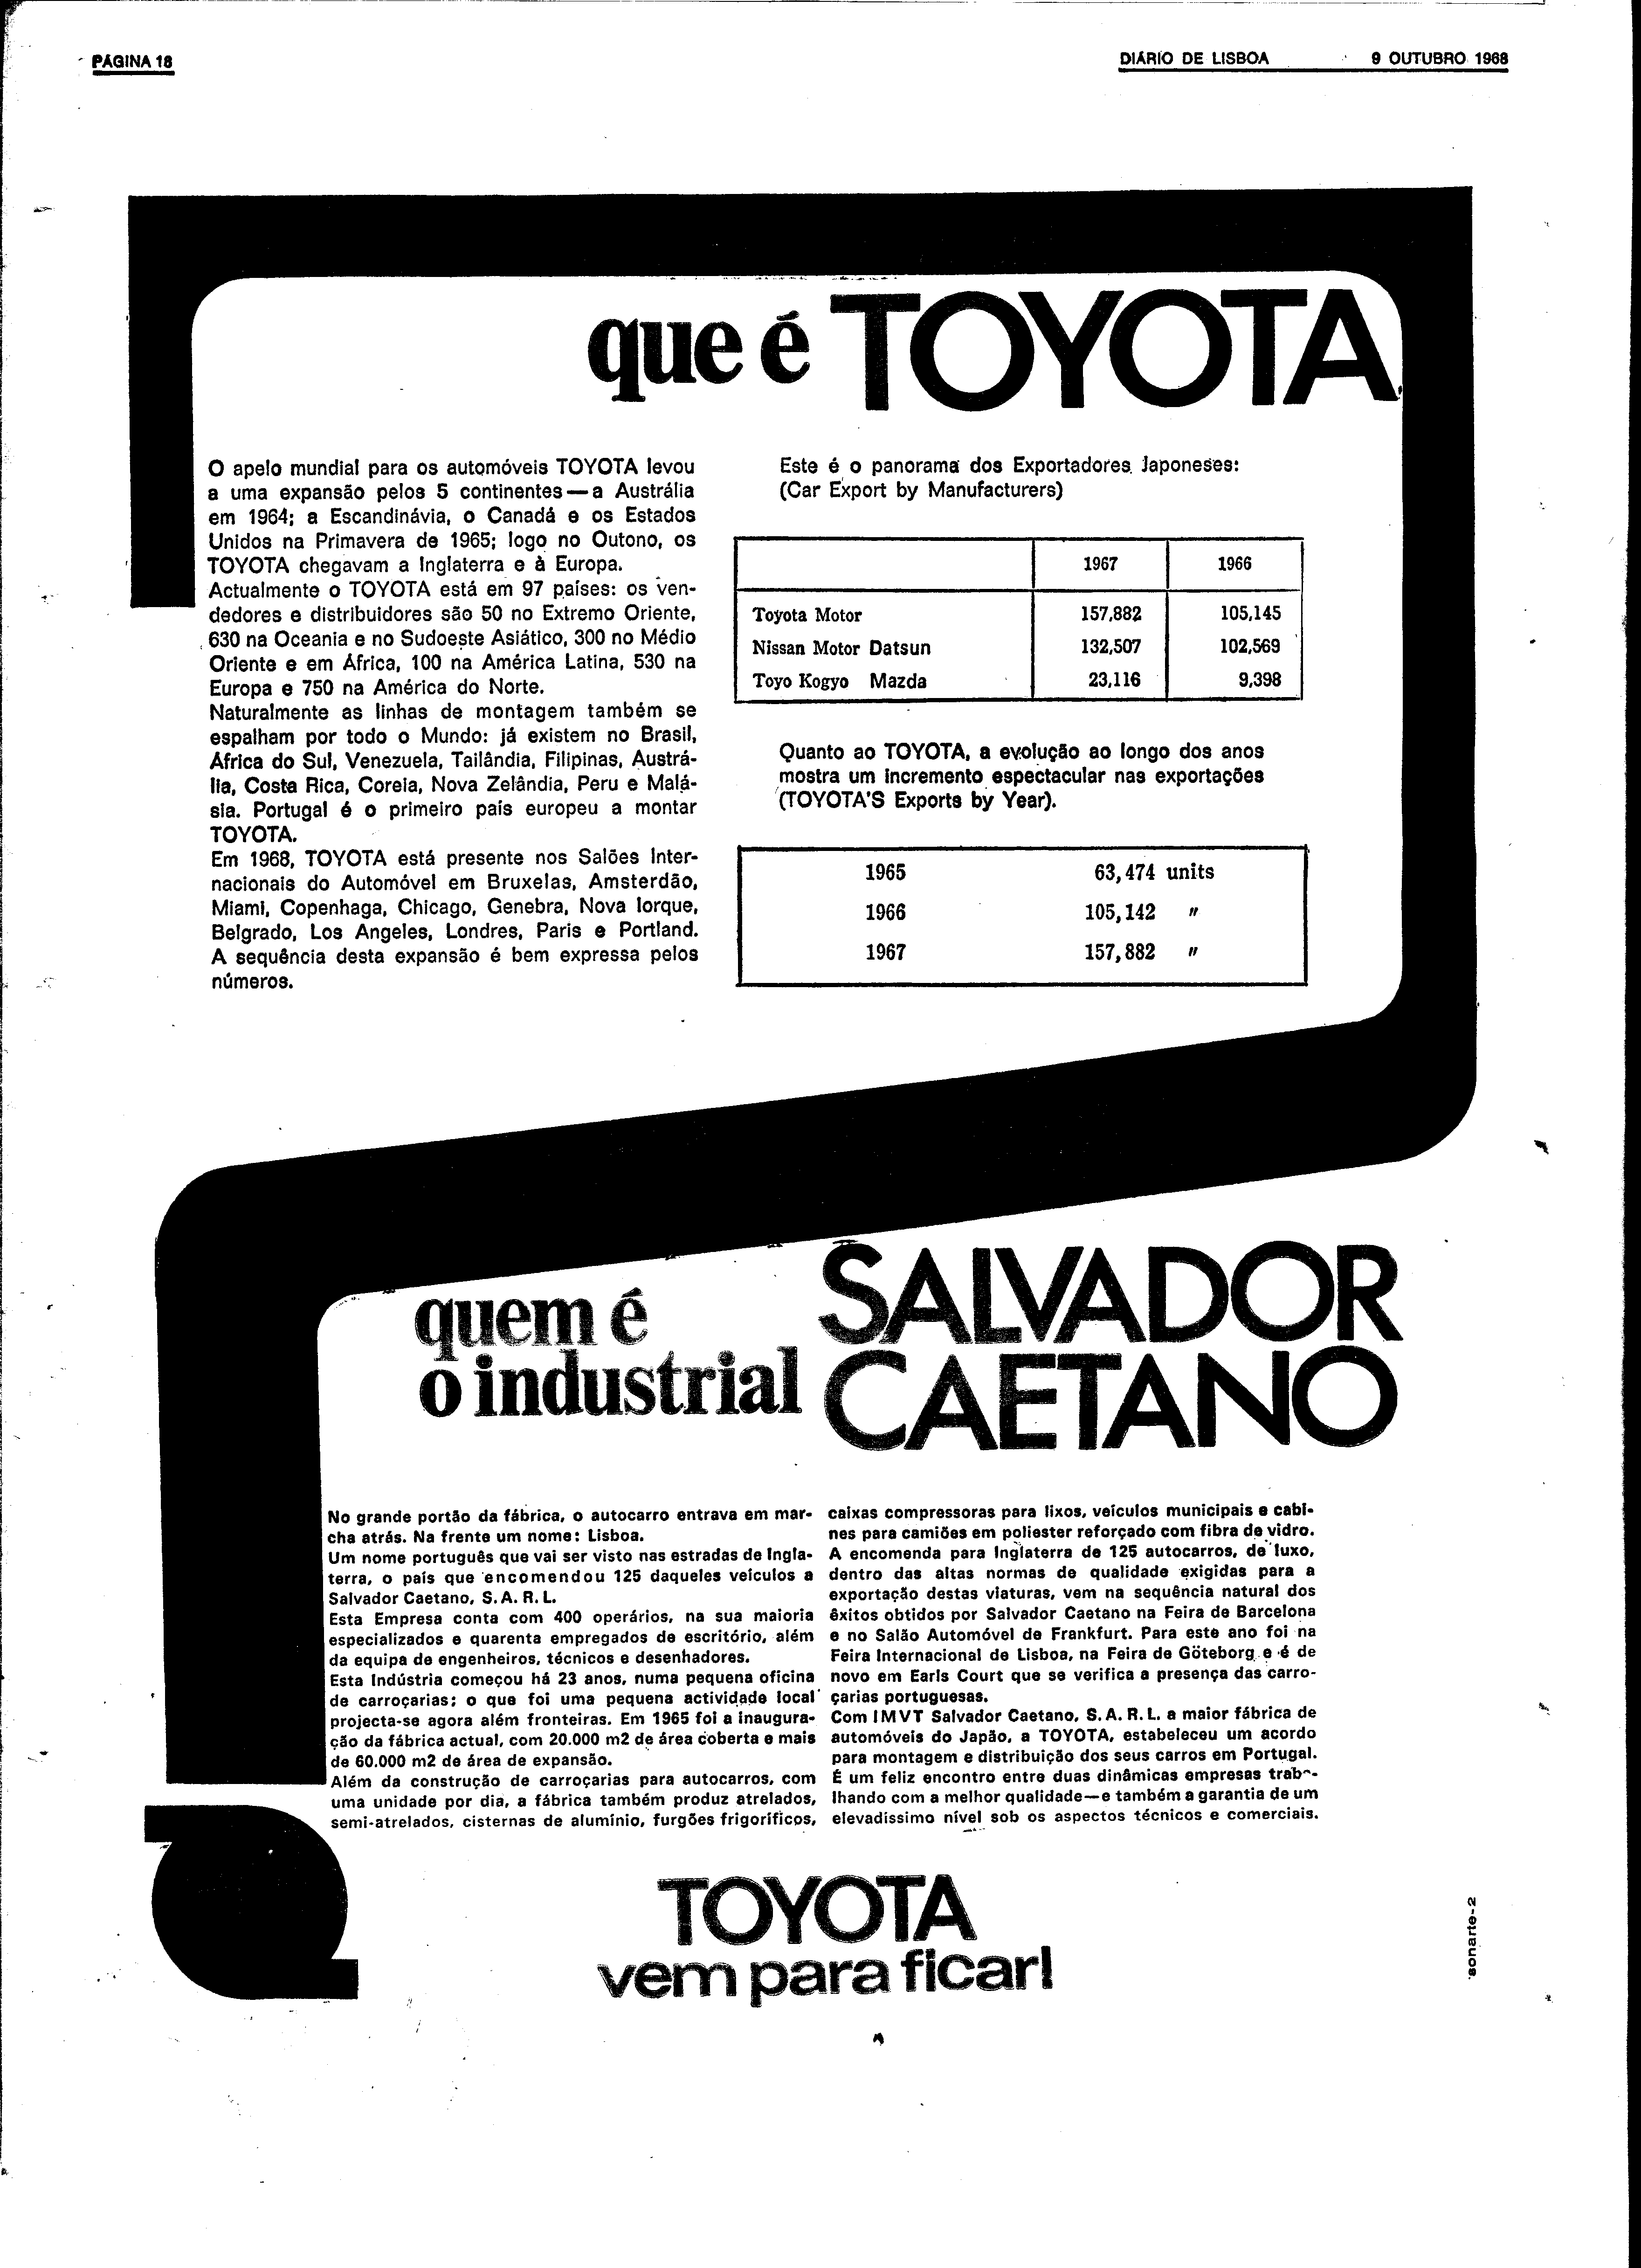 PÁGINA 18
DIÁRIO DE LISBOA 9 OUTUBRO 1968
que é TOYOTA
O apelo mundial para os automóveis TOYOTA levou
a uma expansão pelos 5 continentes — a Austrália
em 1964; a Escandinávia, o Canadá e os Estados
Unidos na Primavera de 1965; logo no Outono, os
TOYOTA chegavam a Inglaterra e à Europa.
Actualmente o TOYOTA está em 97 países: os ven-
dedores e distribuidores são 50 no Extremo Oriente,
630 na Oceania e no Sudoeste Asiático, 300 no Médio
Oriente e em África, 100 na América Latina, 530 na
Europa e 750 na América do Norte.
Naturalmente as linhas de montagem também se
espalham por todo o Mundo: já existem no Brasil,
África do Sul, Venezuela, Tailândia, Filipinas, Austrá-
lia, Costa Rica, Coreia, Nova Zelândia, Peru e Malá-
sia. Portugal é o primeiro país europeu a montar
TOYOTA.
Em 1968, TOYOTA está presente nos Salões Inter-
nacionais do Automóvel em Bruxelas, Amsterdão,
Miami, Copenhaga, Chicago, Genebra, Nova Iorque,
Belgrado, Los Angeles, Londres, Paris e Portland.
A sequência desta expansão é bem expressa pelos
números.
Este é o panorama dos Exportadores Japoneses:
(Car Export by Manufacturers)
1967 1966
Toyota Motor 157,882 105,145
Nissan Motor Datsun 132,507 102,569
Toyo Kogyo Mazda 23,116 9,398
Quanto ao TOYOTA, a evolução ao longo dos anos
mostra um incremento espectacular nas exportações
(TOYOTA'S Exports by Year).
1965 63,474 units
1966 105,142 "
1967 157,882 "
quem é
o industrial
SALVADOR
CAETANO
No grande portão da fábrica, o autocarro entrava em mar-
cha atrás. Na frente um nome: Lisboa.
Um nome português que vai ser visto nas estradas de Ingla-
terra, o país que encomendou 125 daqueles veículos a
Salvador Caetano, S. A. R. L.
Esta Empresa conta com 400 operários, na sua maioria
especializados e quarenta empregados de escritório, além
da equipa de engenheiros, técnicos e desenhadores.
Esta Indústria começou há 23 anos, numa pequena oficina
de carroçarias; o que foi uma pequena actividade local
projecta-se agora além fronteiras. Em 1965 foi a inaugura-
ção da fábrica actual, com 20.000 m2 de área coberta e mais
de 60.000 m2 de área de expansão.
Além da construção de carroçarias para autocarros, com
uma unidade por dia, a fábrica também produz atrelados,
semi-atrelados, cisternas de alumínio, furgões frigoríficos,
caixas compressoras para lixos, veículos municipais e cabi-
nes para camiões em poliester reforçado com fibra de vidro.
A encomenda para Inglaterra de 125 autocarros, de luxo,
dentro das altas normas de qualidade exigidas para a
exportação destas viaturas, vem na sequência natural dos
êxitos obtidos por Salvador Caetano na Feira de Barcelona
e no Salão Automóvel de Frankfurt. Para este ano foi na
Feira Internacional de Lisboa, na Feira de Göteborg e é de
novo em Earls Court que se verifica a presença das carro-
çarias portuguesas.
Com IMVT Salvador Caetano, S. A. R. L. a maior fábrica de
automóveis do Japão, a TOYOTA, estabeleceu um acordo
para montagem e distribuição dos seus carros em Portugal.
É um feliz encontro entre duas dinâmicas empresas traba-
lhando com a melhor qualidade — e também a garantia de um
elevadíssimo nível sob os aspectos técnicos e comerciais.
TOYOTA
vem para ficar!
sonarte-2